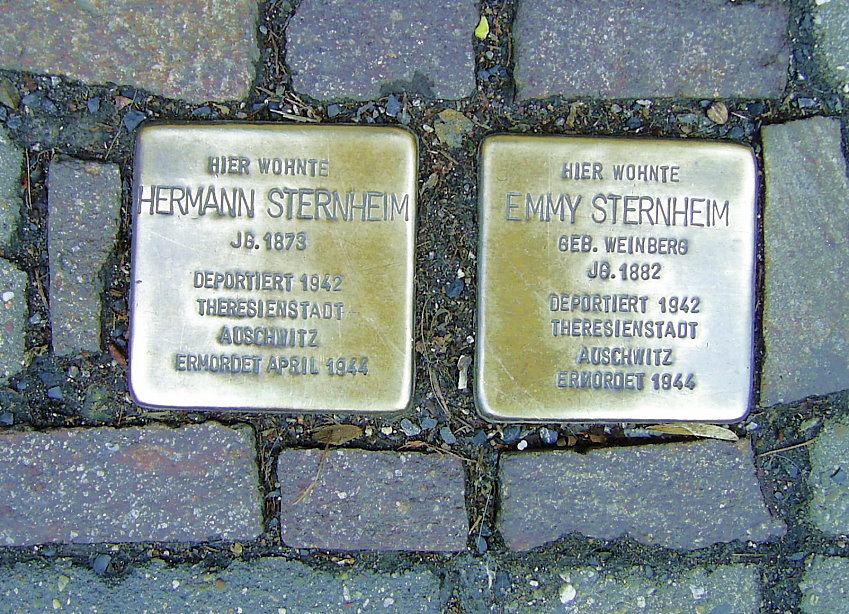 HIER WOHNTE
HERMANN STERNHEIM
JG. 1873
DEPORTIERT 1942
THERESIENSTADT
AUSCHWITZ
ERMORDET APRIL 1944
HIER WOHNTE
EMMY STERNHEIM
GEB. WEINBERG
JG. 1882
DEPORTIERT 1942
THERESIENSTADT
AUSCHWITZ
ERMORDET 1944